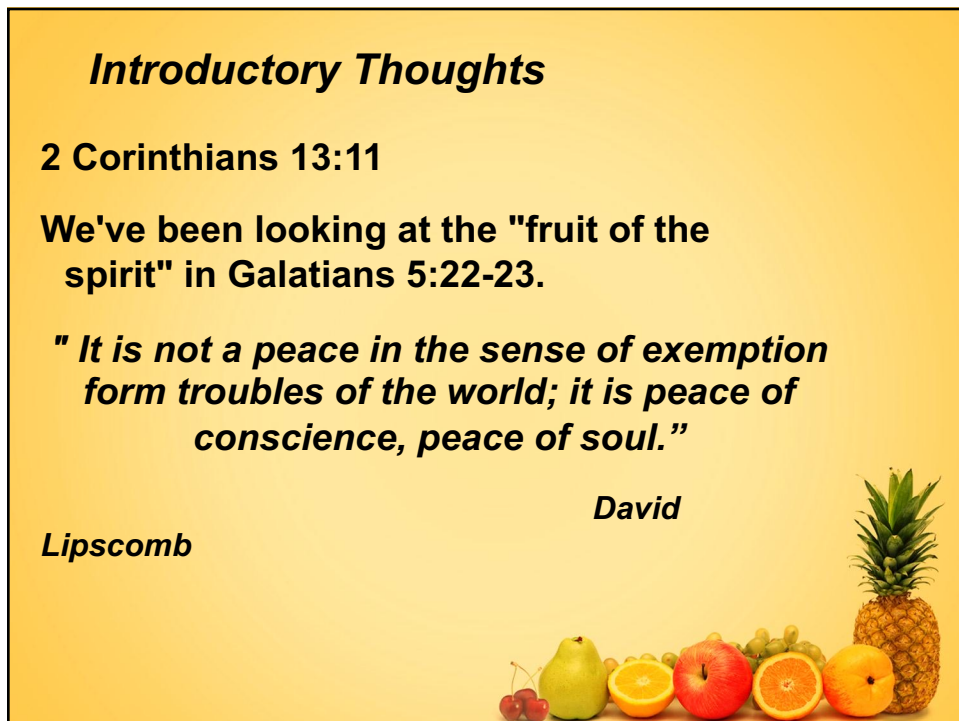 Introductory Thoughts
2 Corinthians 13:11
We've been looking at the "fruit of the
spirit" in Galatians 5:22-23.
" It is not a peace in the sense of exemption
form troubles of the world; it is peace of
conscience, peace of soul.”
David
Lipscomb